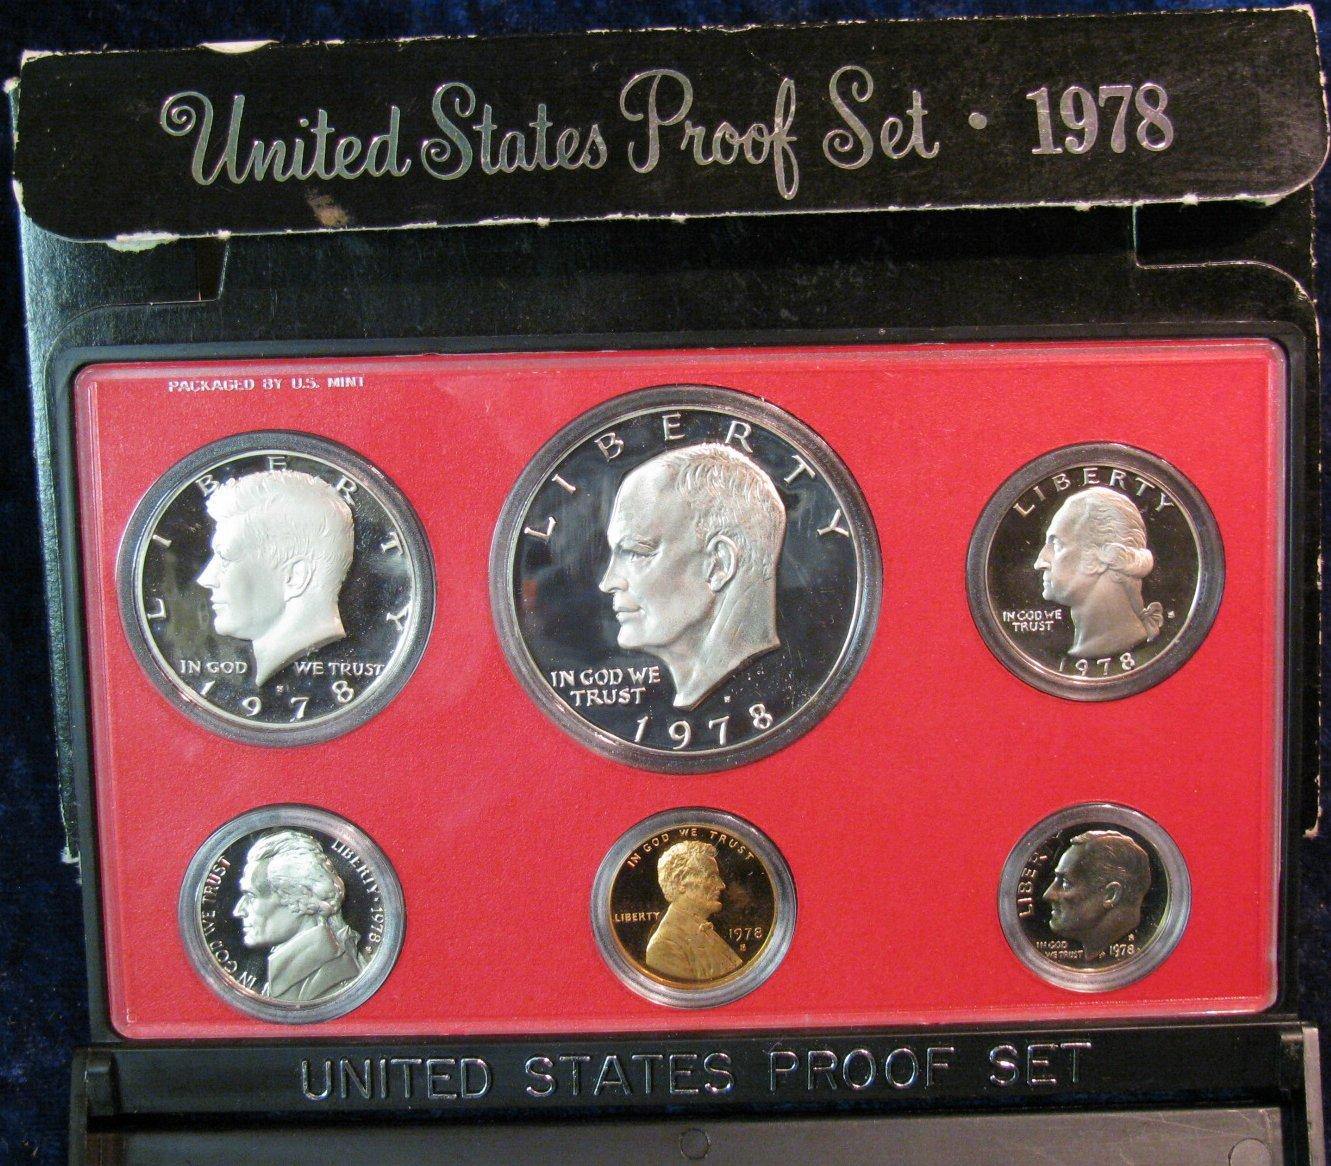 United States Proof Set · 1978
PACKAGED BY U.S. MINT
LIBERTY
IN GOD WE TRUST
1978
LIBERTY
IN GOD WE
TRUST
1978
LIBERTY
IN GOD WE
TRUST
S
1978
IN GOD WE TRUST
LIBERTY · 1978
IN GOD WE TRUST
LIBERTY
1978
S
LIBERTY
IN GOD
WE TRUST
1978
UNITED STATES PROOF SET